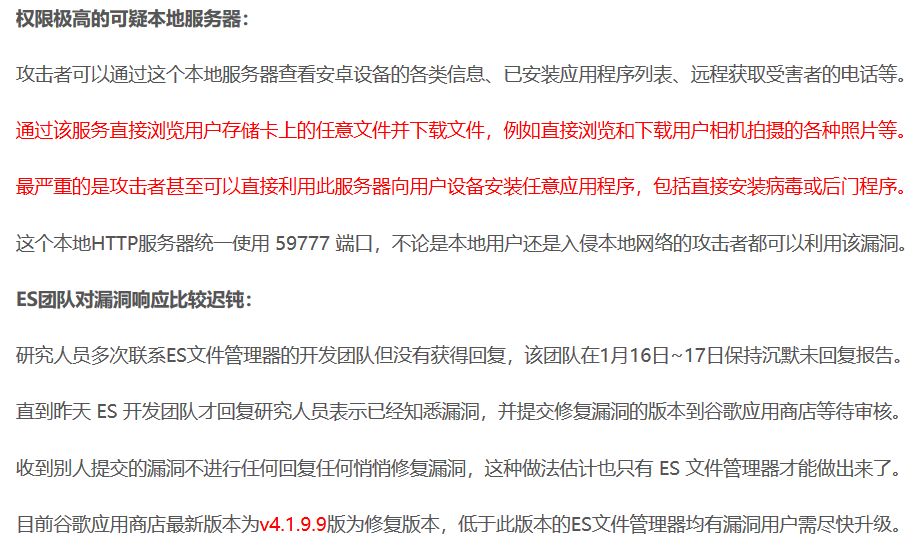 权限极高的可疑本地服务器：
攻击者可以通过这个本地服务器查看安卓设备的各类信息、已安装应用程序列表、远程获取受害者的电话等。
通过该服务直接浏览用户存储卡上的任意文件并下载文件，例如直接浏览和下载用户相机拍摄的各种照片等。
最严重的是攻击者甚至可以直接利用此服务器向用户设备安装任意应用程序，包括直接安装病毒或后门程序。
这个本地HTTP服务器统一使用 59777 端口，不论是本地用户还是入侵本地网络的攻击者都可以利用该漏洞。
ES团队对漏洞响应比较迟钝：
研究人员多次联系ES文件管理器的开发团队但没有获得回复，该团队在1月16日~17日保持沉默未回复报告。
直到昨天 ES 开发团队才回复研究人员表示已经知悉漏洞，并提交修复漏洞的版本到谷歌应用商店等待审核。
收到别人提交的漏洞不进行任何回复任何悄悄修复漏洞，这种做法估计也只有 ES 文件管理器才能做出来了。
目前谷歌应用商店最新版本为v4.1.9.9版为修复版本，低于此版本的ES文件管理器均有漏洞用户需尽快升级。